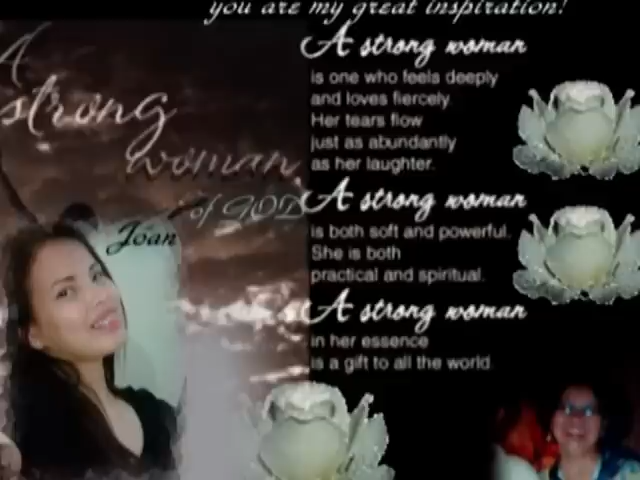 you are my great inspiration!
A strong woman
of GOD
Joan
A strong woman
is one who feels deeply
and loves fiercely.
Her tears flow
just as abundantly
as her laughter.
A strong woman
is both soft and powerful.
She is both
practical and spiritual.
A strong woman
in her essence
is a gift to all the world.